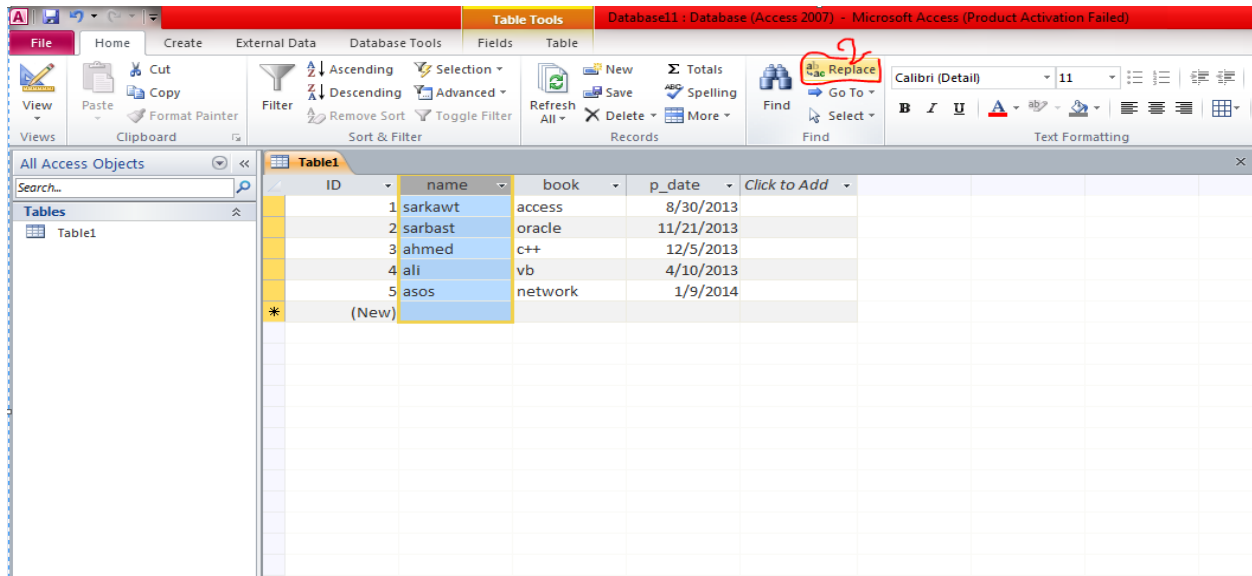 Table Tools
Database11 : Database (Access 2007) - Microsoft Access (Product Activation Failed)
File Home Create External Data Database Tools Fields Table
View
Views
Paste
Cut
Copy
Format Painter
Clipboard
Filter
Ascending
Descending
Remove Sort
Selection
Advanced
Toggle Filter
Sort & Filter
Refresh
All
New
Save
Delete
Totals
Spelling
More
Records
Find
Replace
Go To
Select
Find
Calibri (Detail) 11
B I U A
Text Formatting
All Access Objects
Search...
Tables
Table1
Table1
ID name book p_date Click to Add
1 sarkawt access 8/30/2013
2 sarbast oracle 11/21/2013
3 ahmed c++ 12/5/2013
4 ali vb 4/10/2013
5 asos network 1/9/2014
(New)